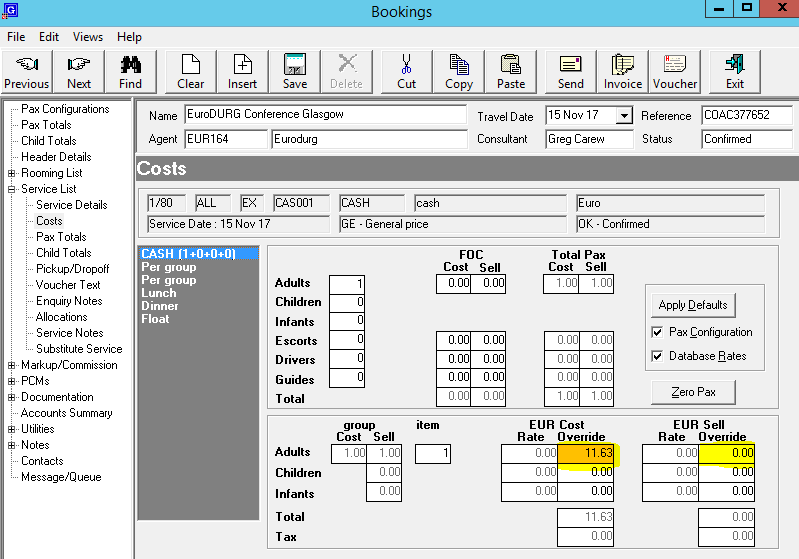 G Bookings
File Edit Views Help
Previous Next Find Clear Insert Save Delete Cut Copy Paste Send Invoice Voucher Exit
Pax Configurations
Pax Totals
Child Totals
Header Details
Rooming List
Service List
Service Details
Costs
Pax Totals
Child Totals
Pickup/Dropoff
Voucher Text
Enquiry Notes
Allocations
Service Notes
Substitute Service
Markup/Commission
PCMs
Documentation
Accounts Summary
Utilities
Notes
Contacts
Message/Queue
Name EuroDURG Conference Glasgow Travel Date 15 Nov 17 Reference COAC377652
Agent EUR164 Eurodurg Consultant Greg Carew Status Confirmed
Costs
1/80 ALL EX CAS001 CASH cash Euro
Service Date : 15 Nov 17 GE - General price OK - Confirmed
CASH (1+0+0+0)
Per group
Per group
Lunch
Dinner
Float
FOC Total Pax
Cost Sell Cost Sell
Adults 1 0.00 0.00 1.00 1.00
Children 0
Infants 0
Escorts 0 0.00 0.00 0.00 0.00
Drivers 0 0.00 0.00 0.00 0.00
Guides 0 0.00 0.00 0.00 0.00
Total 1.00 1.00
Apply Defaults
Pax Configuration
Database Rates
Zero Pax
group item EUR Cost EUR Sell
Cost Sell Rate Override Rate Override
Adults 1.00 1.00 1 0.00 11.63 0.00 0.00
Children 0.00 0.00 0.00 0.00 0.00
Infants 0.00 0.00 0.00 0.00 0.00
Total 11.63 0.00
Tax 0.00 0.00